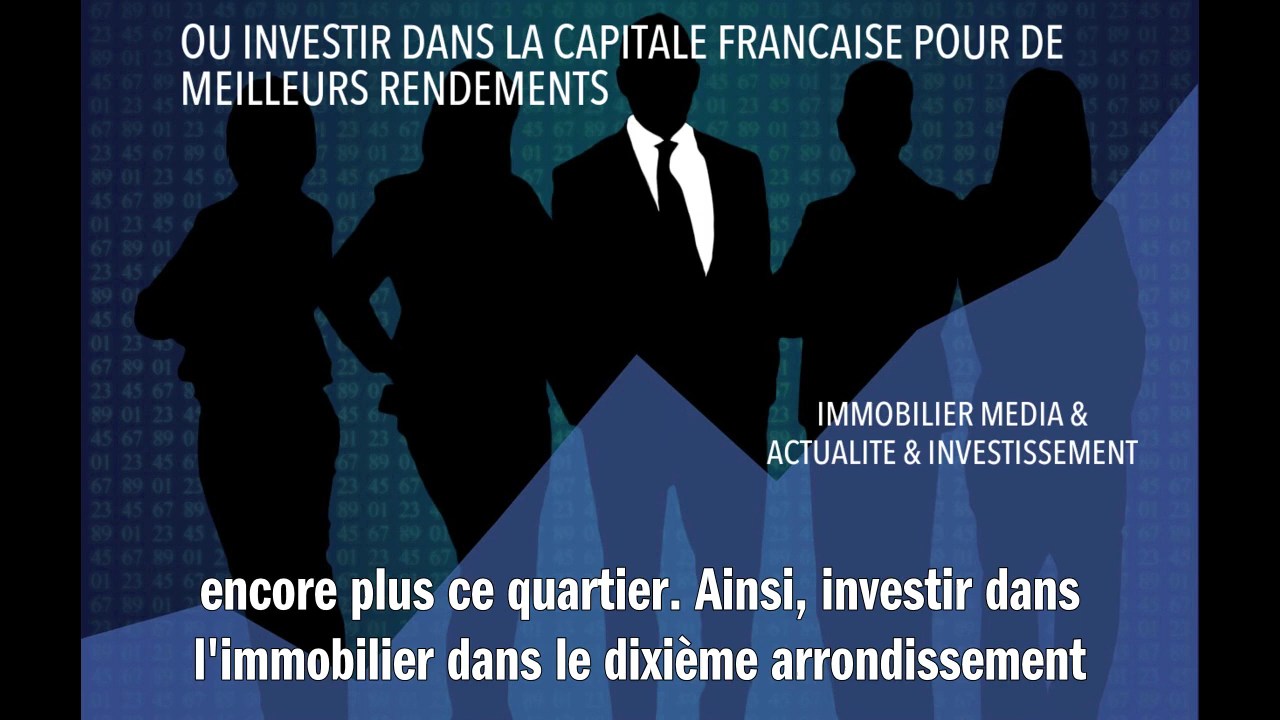 OU INVESTIR DANS LA CAPITALE FRANCAISE POUR DE
MEILLEURS RENDEMENTS
IMMOBILIER MEDIA &
ACTUALITE & INVESTISSEMENT
encore plus ce quartier. Ainsi, investir dans
l'immobilier dans le dixième arrondissement